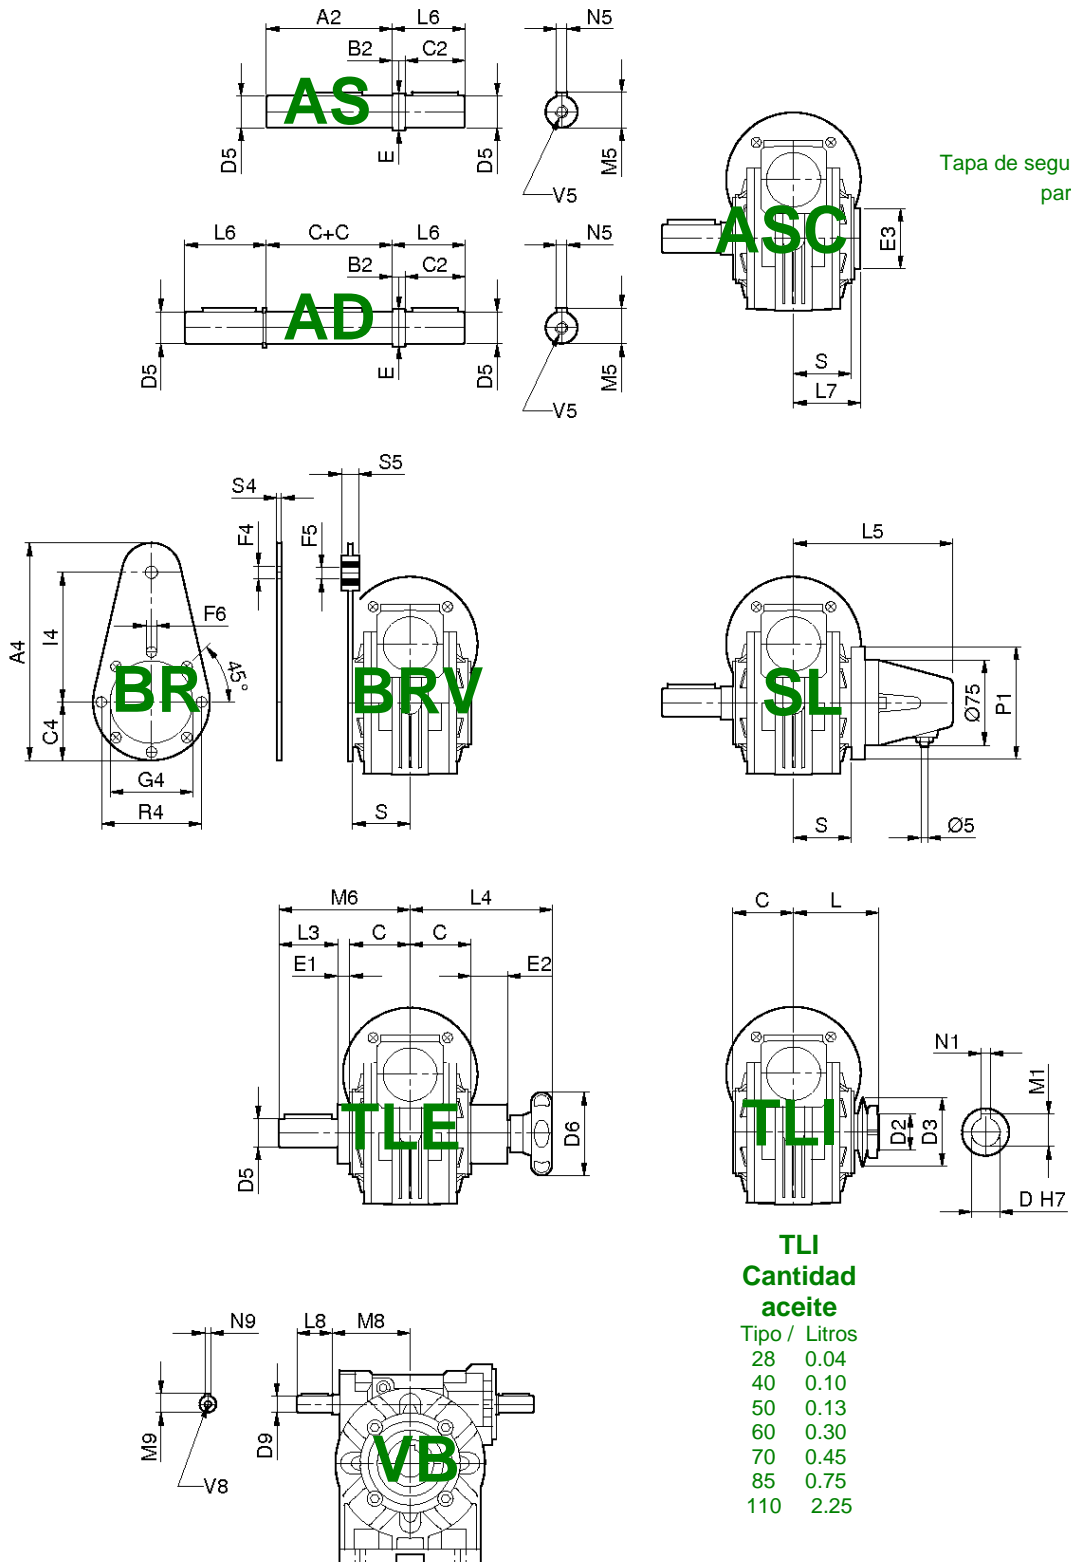 A2 L6 N5
B2 C2
AS
D5 E D5 M5
V5
Tapa de segu
par
ASC
E3
S
L7
L6 C+C L6 N5
B2 C2
AD
D5 E D5 M5
V5
S5
S4
F4 F5
L5
A4 I4 F6
45°
BR BRV SL
Ø75 P1
C4
G4
R4
S
S Ø5
M6 L4
L3 C C
E1 E2
TLE
D5 D6
C L
N1
M1
TLI
D2 D3
D H7
TLI
Cantidad
aceite
Tipo / Litros
28 0.04
40 0.10
50 0.13
60 0.30
70 0.45
85 0.75
110 2.25
N9 L8 M8
M9 D9
V8
VB